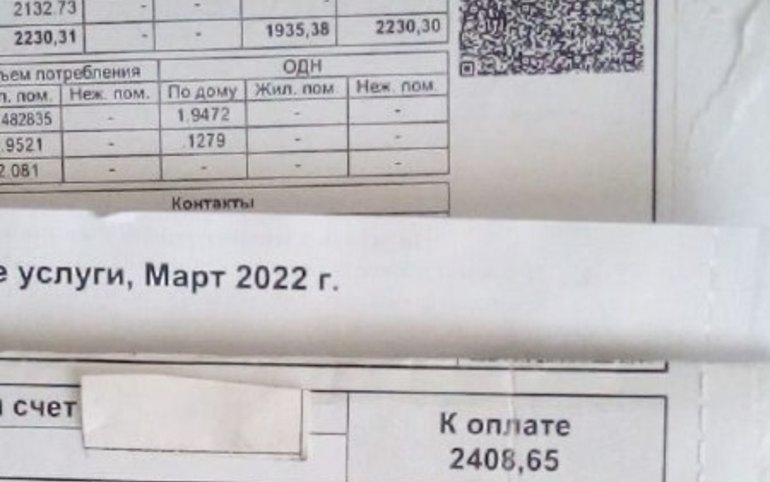 2132.73 - -
2230,31 - - 1935,38 2230,30
ъем потребления ОДН
л. пом. Неж. пом. По дому Жил. пом Неж. пом.
482835 - 1.9472 - -
.9521 - .1279 - -
2.081 - - - -
Контакты
е услуги, Март 2022 г.
счет
К оплате
2408,65